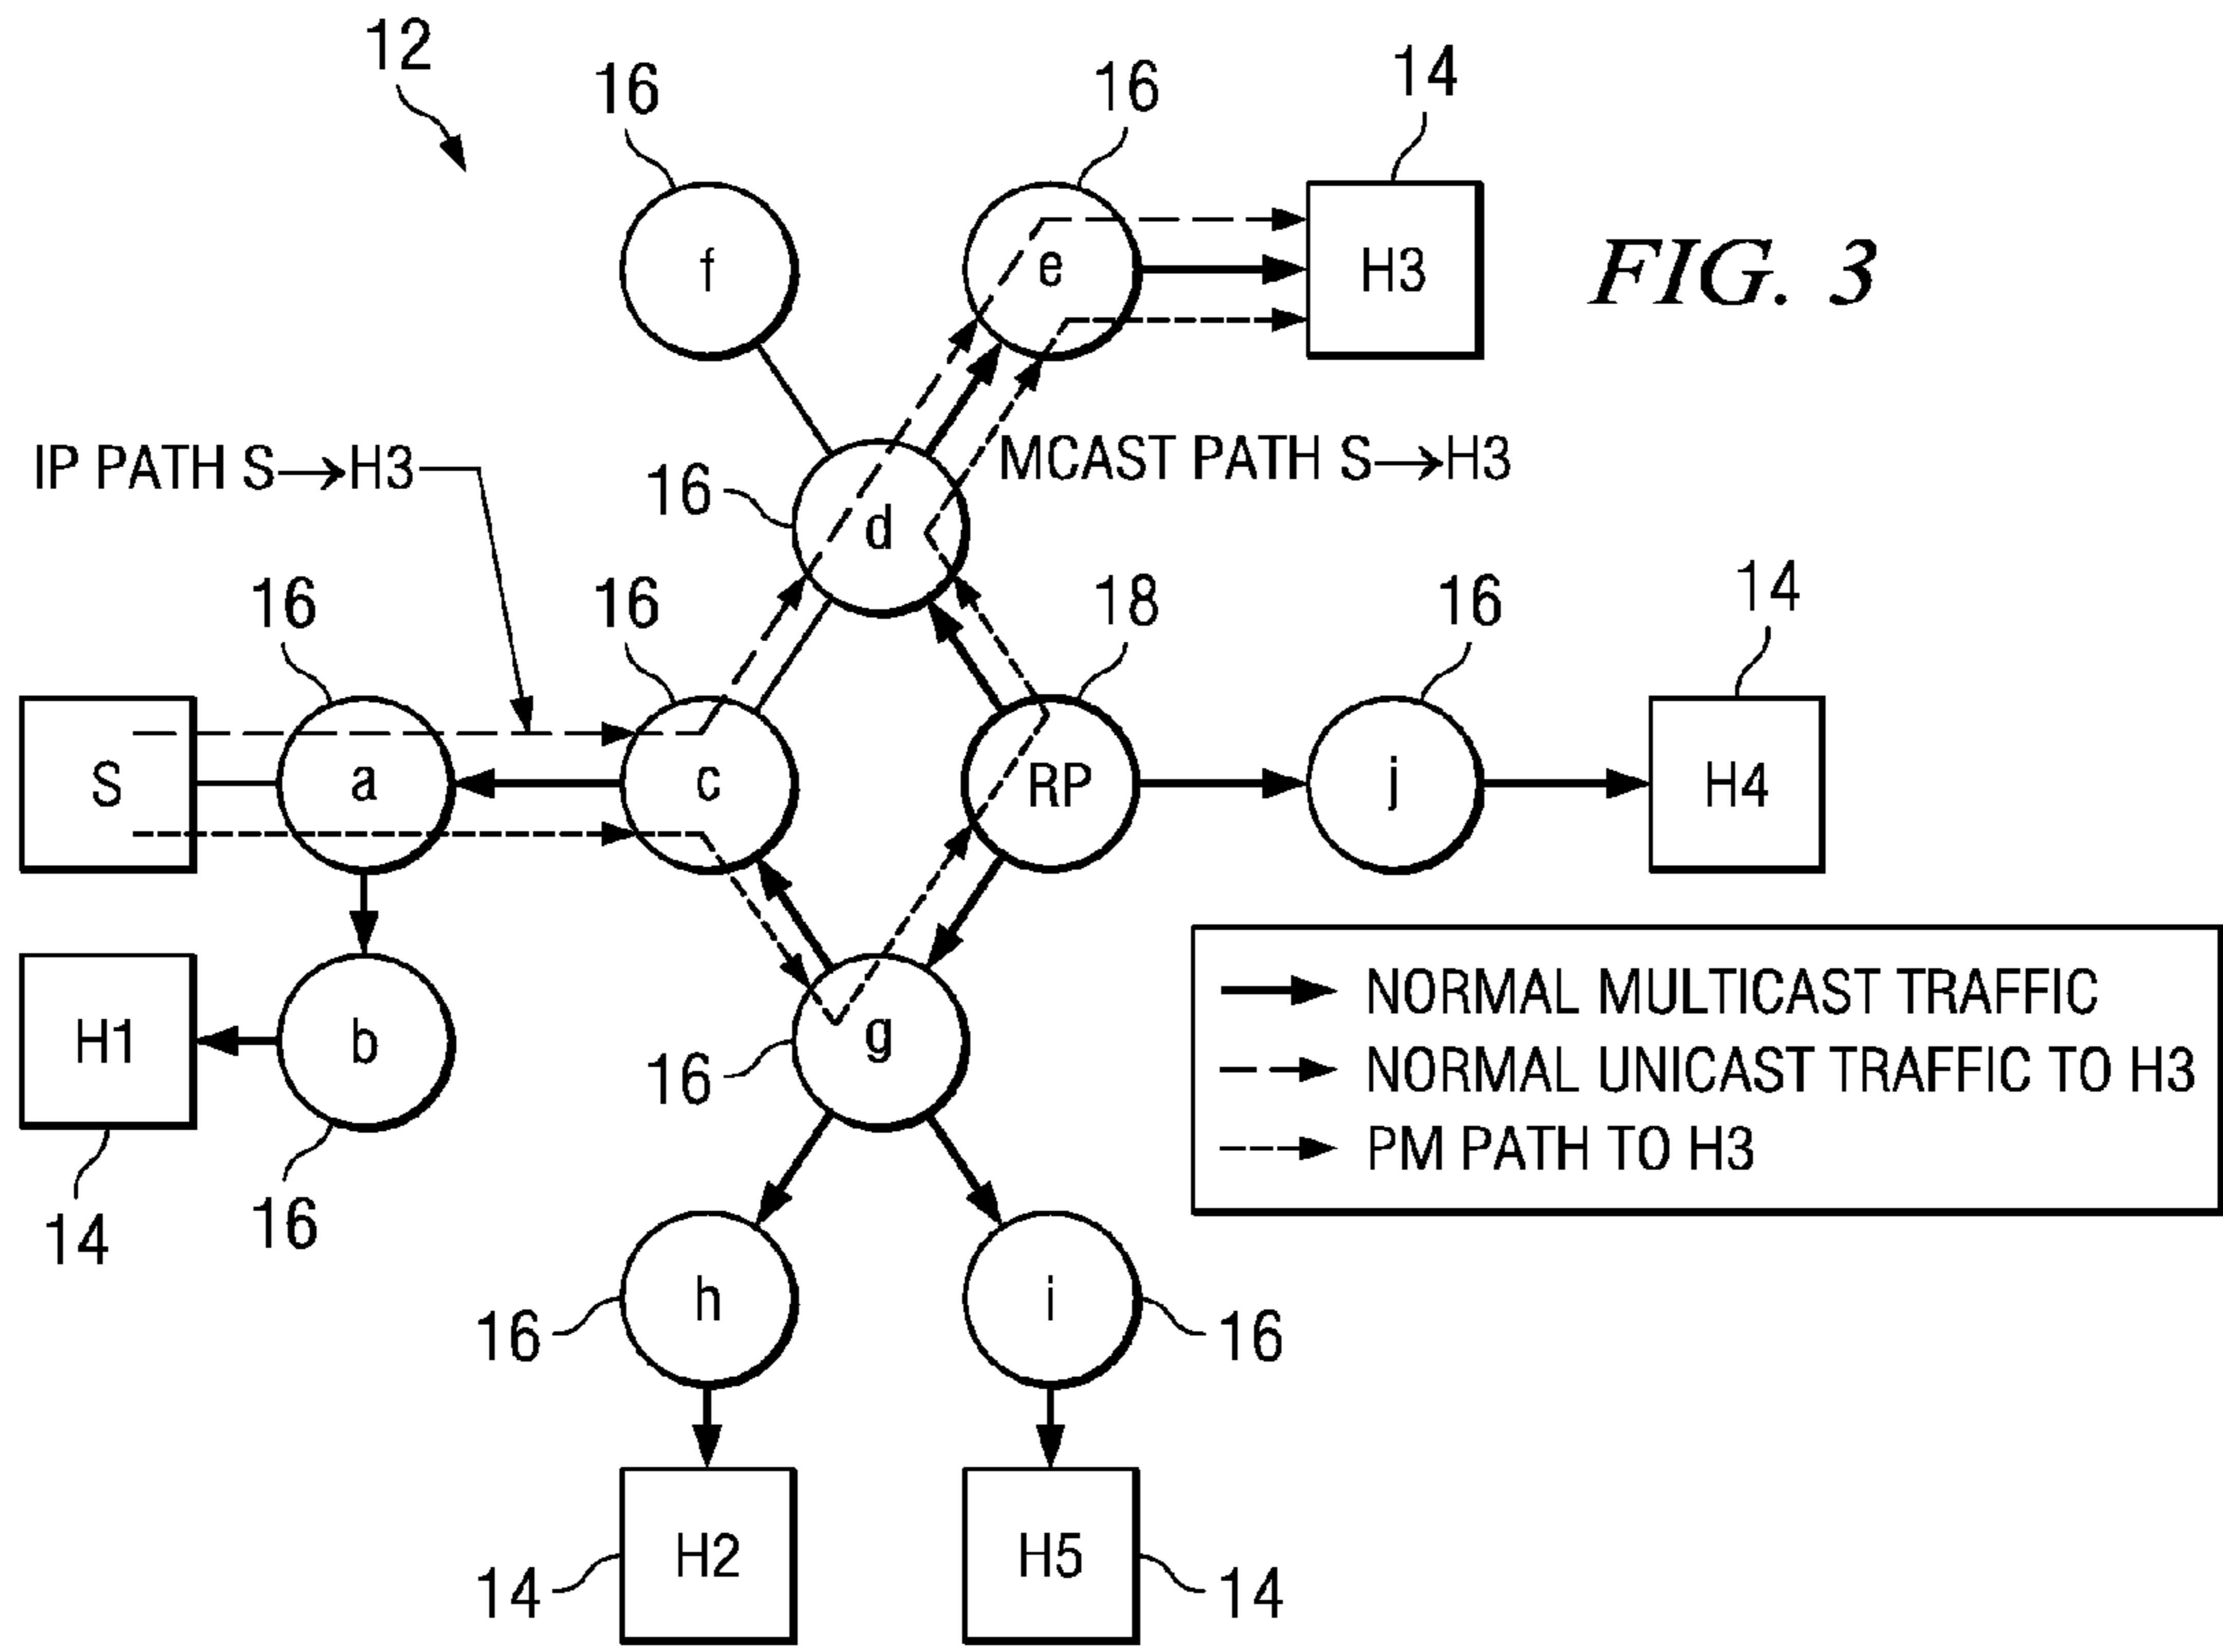 12
16
16
14
f
e
H3
FIG. 3
IP PATH S→H3
MCAST PATH S→H3
16
d
16
16
18
16
14
S
a
c
RP
j
H4
H1
b
g
16
14
16
NORMAL MULTICAST TRAFFIC
NORMAL UNICAST TRAFFIC TO H3
PM PATH TO H3
h
i
16
16
H2
H5
14
14